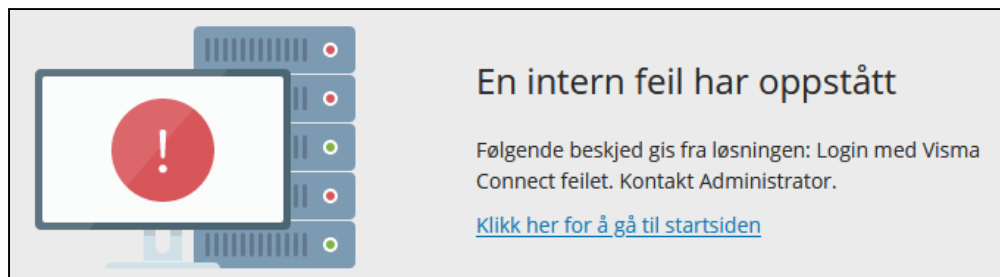 En intern feil har oppstått
Følgende beskjed gis fra løsningen: Login med Visma
Connect feilet. Kontakt Administrator.
Klikk her for å gå til startsiden